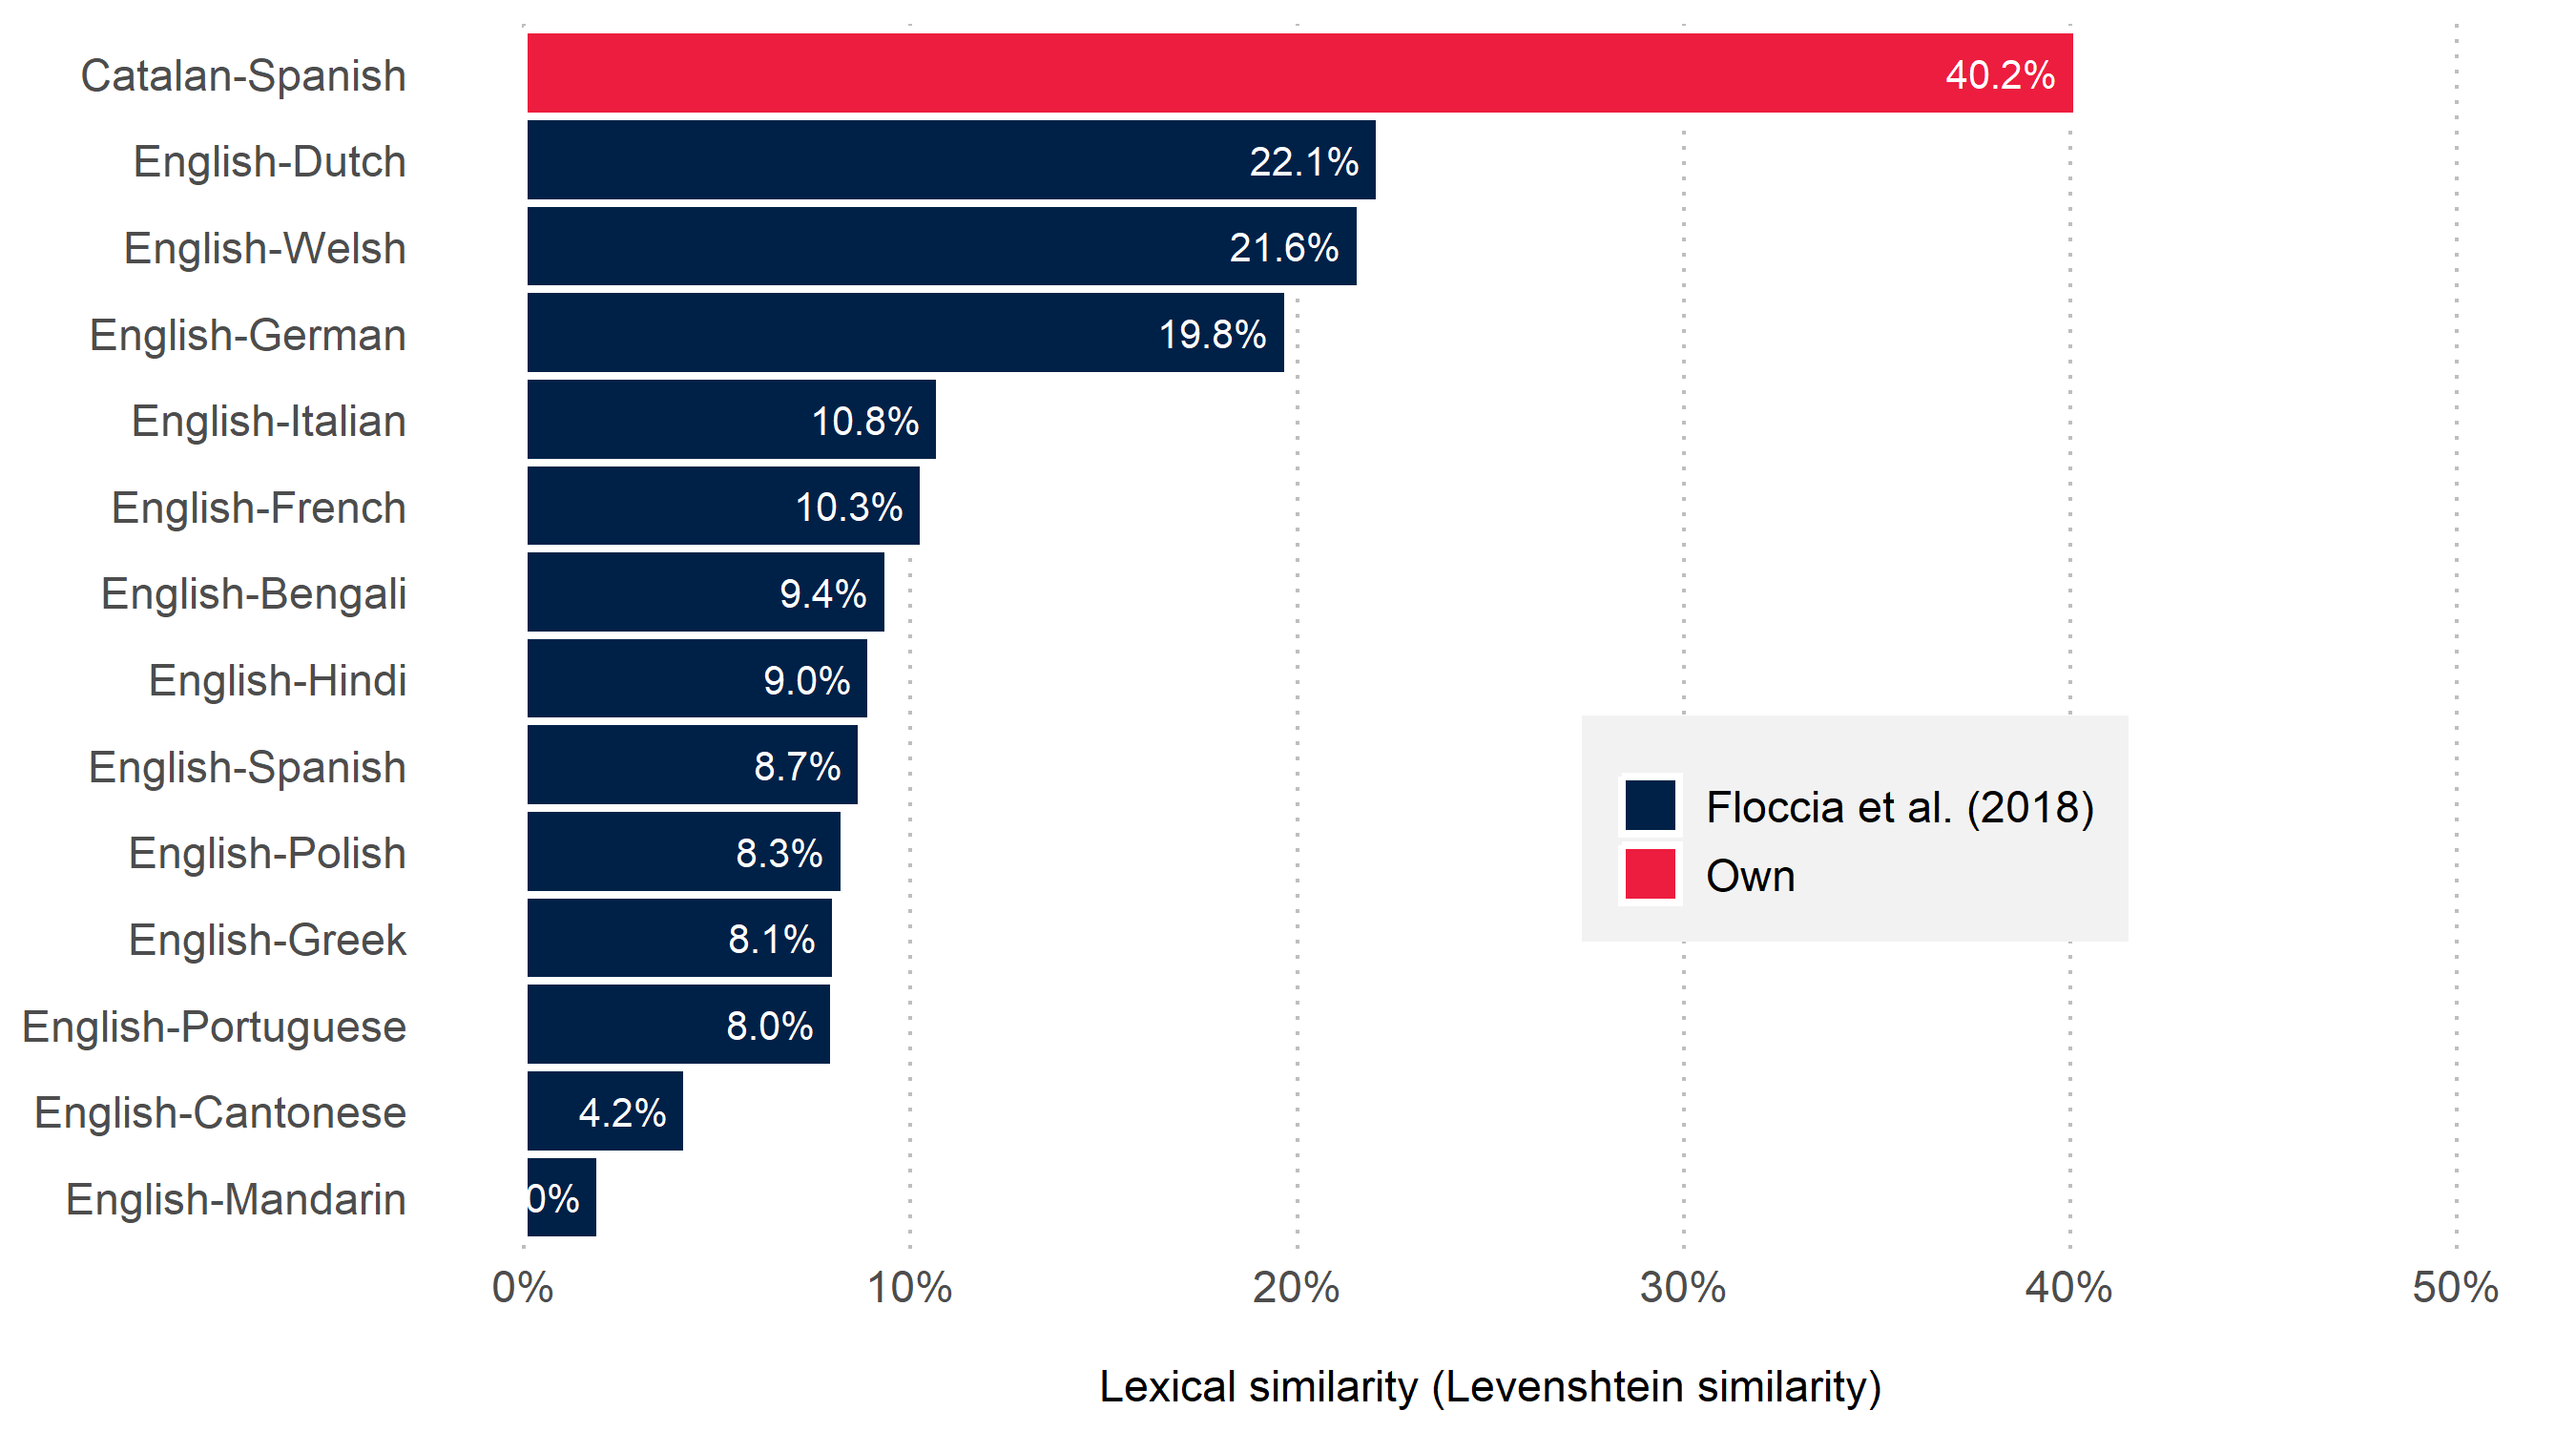 Catalan-Spanish 40.2%
English-Dutch 22.1%
English-Welsh 21.6%
English-German 19.8%
English-Italian 10.8%
English-French 10.3%
English-Bengali 9.4%
English-Hindi 9.0%
English-Spanish 8.7%
English-Polish 8.3%
English-Greek 8.1%
English-Portuguese 8.0%
English-Cantonese 4.2%
English-Mandarin 0%
Floccia et al. (2018)
Own
0% 10% 20% 30% 40% 50%
Lexical similarity (Levenshtein similarity)